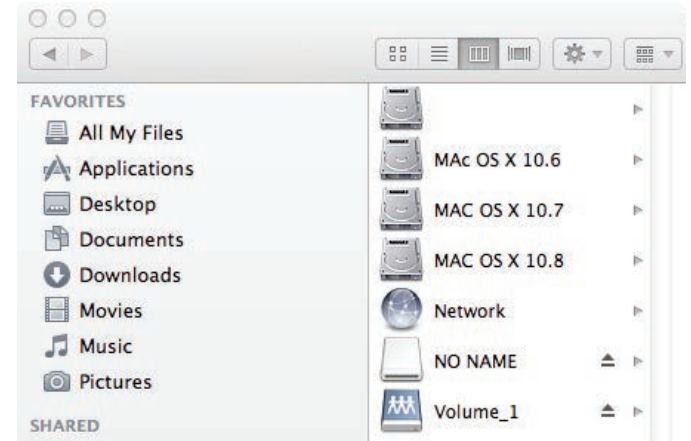 FAVORITES
All My Files
Applications
Desktop
Documents
Downloads
Movies
Music
Pictures
SHARED
MAc OS X 10.6
MAC OS X 10.7
MAC OS X 10.8
Network
NO NAME
Volume_1